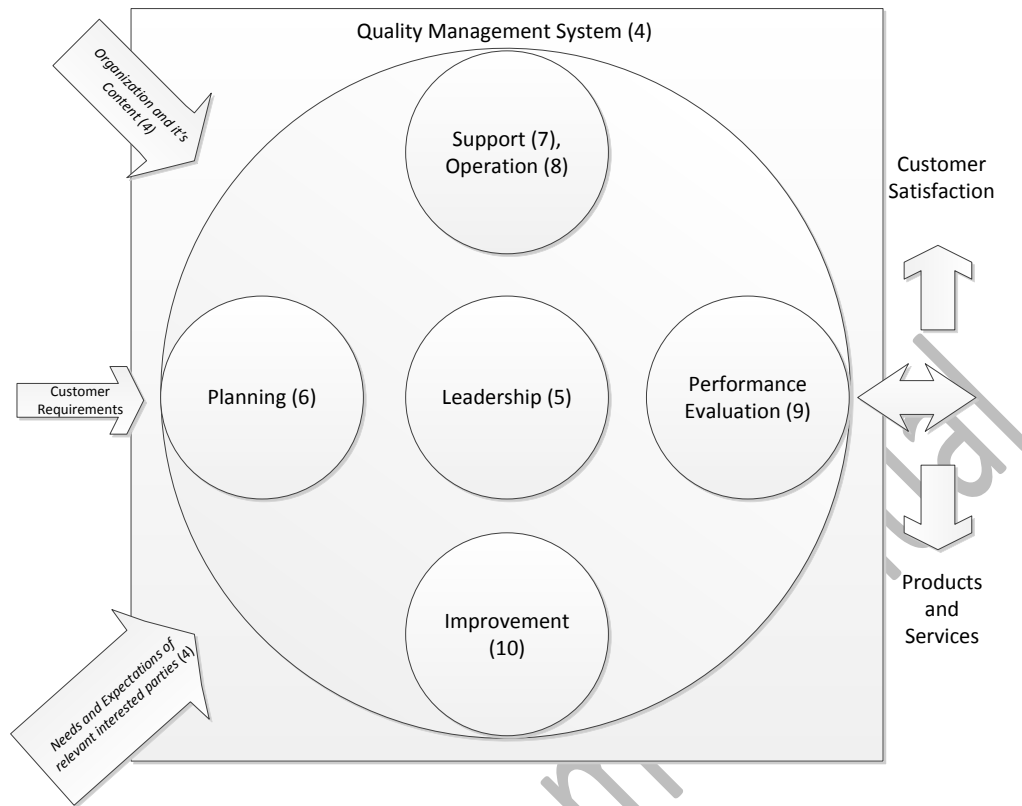 Quality Management System (4)
Organization and it's
Content (4)
Support (7),
Operation (8)
Customer
Satisfaction
Customer
Requirements
Planning (6)
Leadership (5)
Performance
Evaluation (9)
Improvement
(10)
Products
and
Services
Needs and Expectations of
relevant interested parties (4)